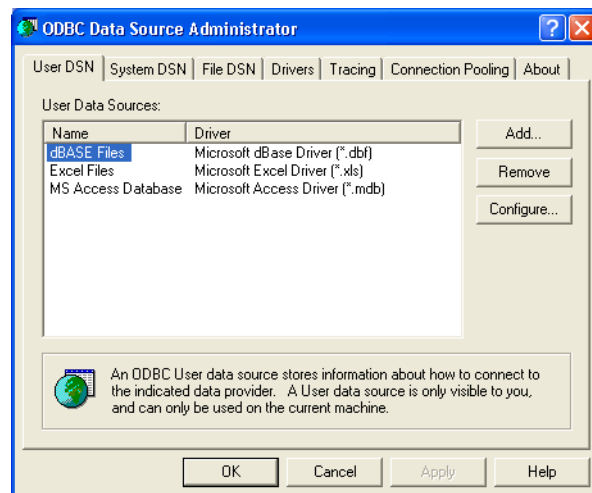 ODBC Data Source Administrator
User DSN System DSN File DSN Drivers Tracing Connection Pooling About
User Data Sources:
Name Driver
dBASE Files Microsoft dBase Driver (*.dbf)
Excel Files Microsoft Excel Driver (*.xls)
MS Access Database Microsoft Access Driver (*.mdb)
Add...
Remove
Configure...
An ODBC User data source stores information about how to connect to
the indicated data provider. A User data source is only visible to you,
and can only be used on the current machine.
OK Cancel Apply Help